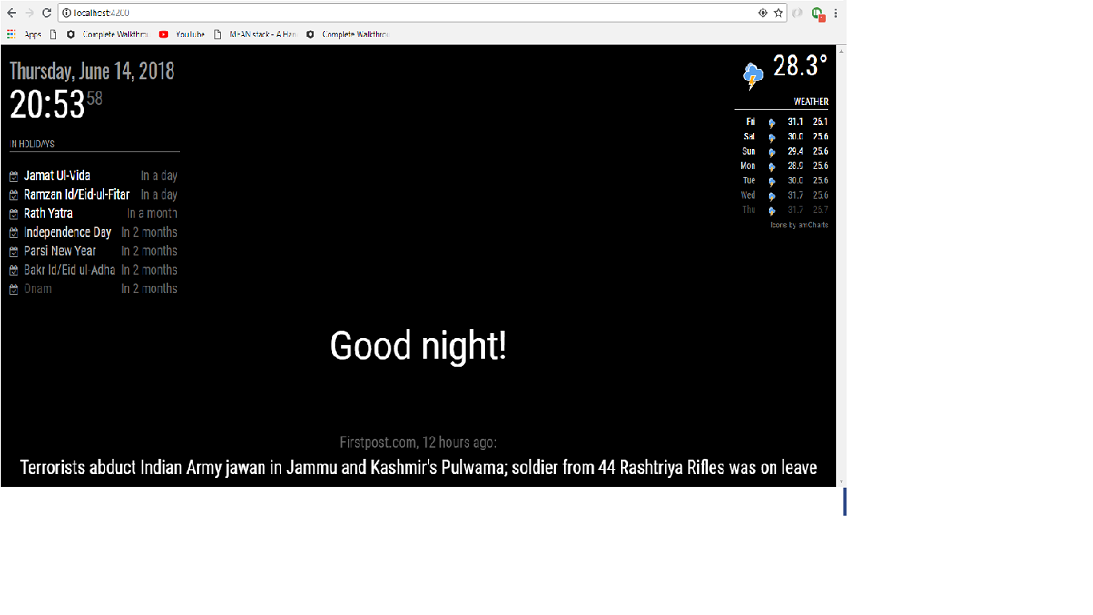 localhost:4200
Apps Complete Walkthro YouTube MEAN stack - A Han Complete Walkthro
Thursday, June 14, 2018
20:53 58
IN HOLIDAYS
Jamat Ul-Vida In a day
Ramzan Id/Eid-ul-Fitar In a day
Rath Yatra In a month
Independence Day In 2 months
Parsi New Year In 2 months
Bakr Id/Eid ul-Adha In 2 months
Onam In 2 months
28.3°
WEATHER
Fri 31.1 26.1
Sat 30.0 25.6
Sun 29.4 25.6
Mon 28.9 25.6
Tue 30.0 25.6
Wed 31.7 25.6
Thu 31.7 26.7
Icons by amCharts
Good night!
Firstpost.com, 12 hours ago:
Terrorists abduct Indian Army jawan in Jammu and Kashmir's Pulwama; soldier from 44 Rashtriya Rifles was on leave